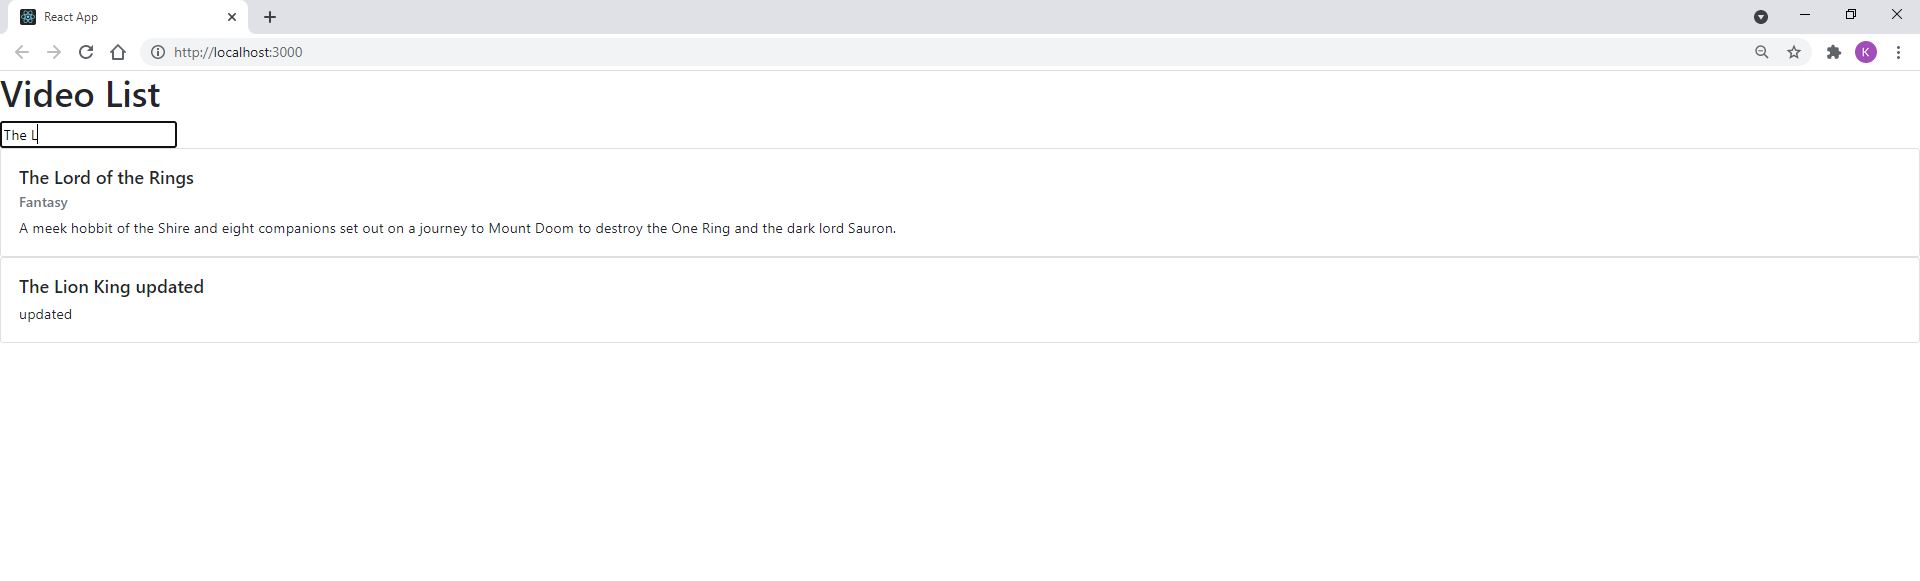 React App
http://localhost:3000
K
Video List
The L
The Lord of the Rings
Fantasy
A meek hobbit of the Shire and eight companions set out on a journey to Mount Doom to destroy the One Ring and the dark lord Sauron.
The Lion King updated
updated